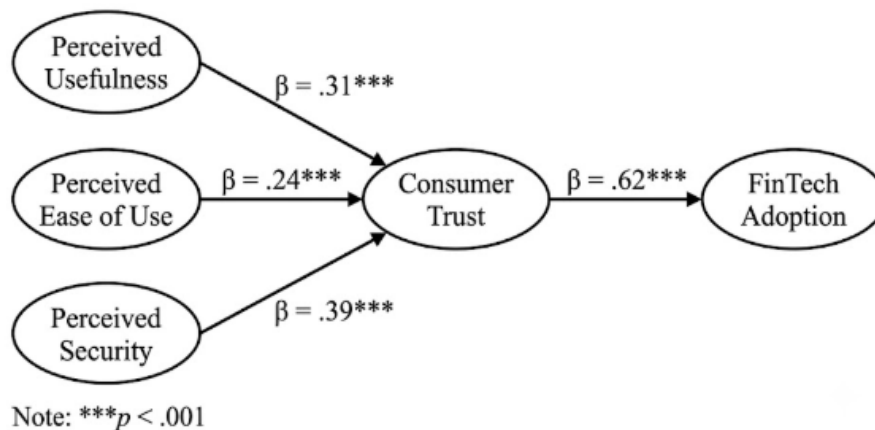 Perceived
Usefulness
β = .31***
Perceived
Ease of Use
β = .24***
Consumer
Trust
β = .62***
FinTech
Adoption
Perceived
Security
β = .39***
Note: ***p < .001